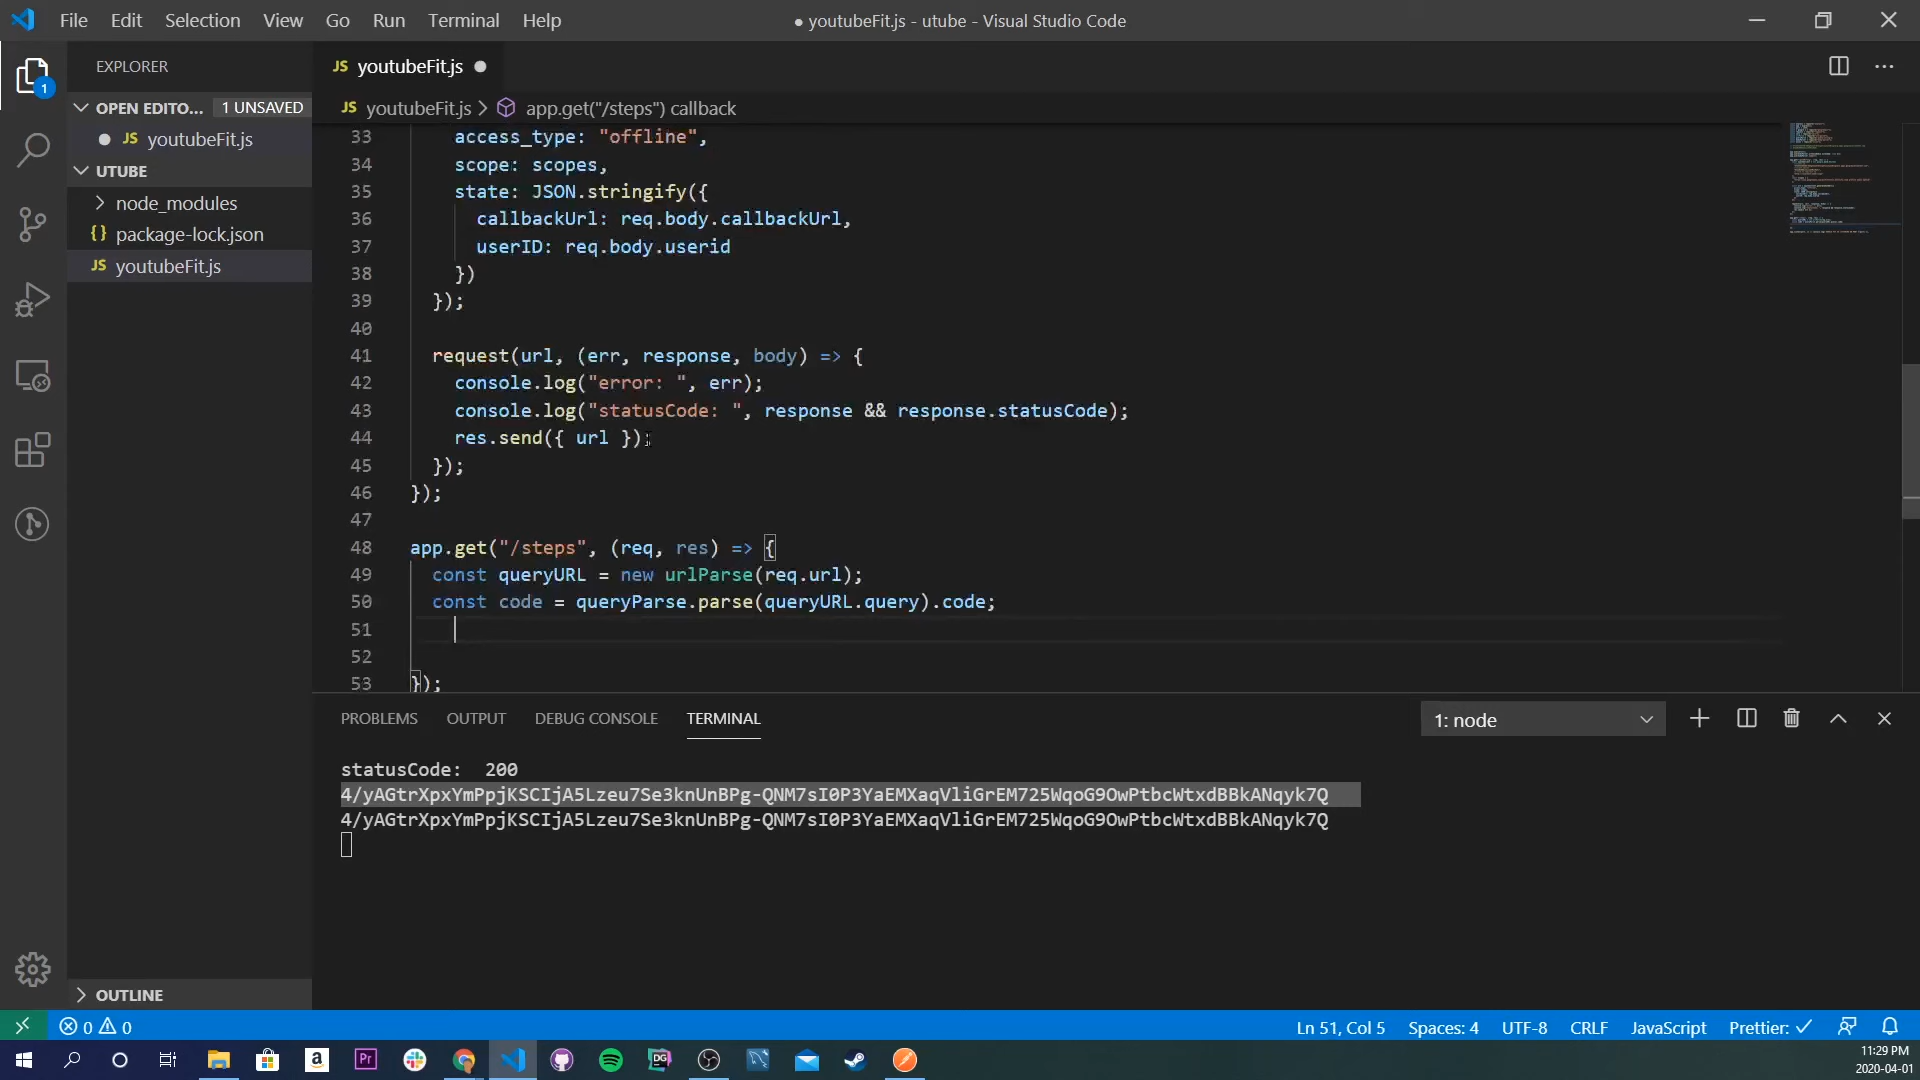 File Edit Selection View Go Run Terminal Help
● youtubeFit.js - utube - Visual Studio Code
EXPLORER
OPEN EDITO... 1 UNSAVED
JS youtubeFit.js
UTUBE
node_modules
{} package-lock.json
JS youtubeFit.js
OUTLINE
1
JS youtubeFit.js
JS youtubeFit.js > app.get("/steps") callback
33 access_type: "offline",
34 scope: scopes,
35 state: JSON.stringify({
36 callbackUrl: req.body.callbackUrl,
37 userID: req.body.userid
38 })
39 });
40
41 request(url, (err, response, body) => {
42 console.log("error: ", err);
43 console.log("statusCode: ", response && response.statusCode);
44 res.send({ url });
45 });
46 });
47
48 app.get("/steps", (req, res) => {
49 const queryURL = new urlParse(req.url);
50 const code = queryParse.parse(queryURL.query).code;
51
52
53 });
PROBLEMS OUTPUT DEBUG CONSOLE TERMINAL
1: node
statusCode: 200
4/yAGtrXpxYmPpjKSCIjA5Lzeu7Se3knUnBPg-QNM7sI0P3YaEMXaqVliGrEM725WqoG9OwPtbcWtxdBBkANqyk7Q
4/yAGtrXpxYmPpjKSCIjA5Lzeu7Se3knUnBPg-QNM7sI0P3YaEMXaqVliGrEM725WqoG9OwPtbcWtxdBBkANqyk7Q
0 0
Ln 51, Col 5 Spaces: 4 UTF-8 CRLF JavaScript Prettier: ✓
11:29 PM
2020-04-01